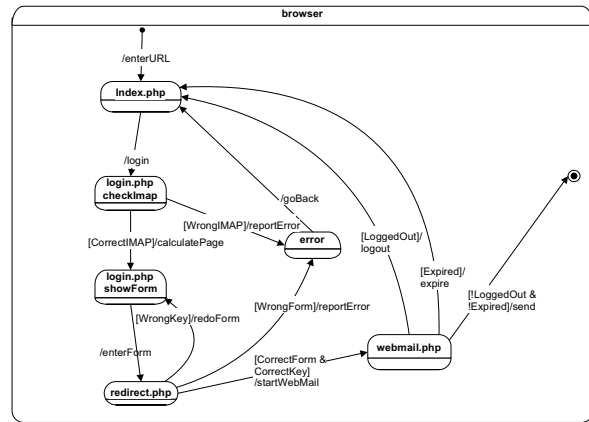 browser
/enterURL
Index.php
/login
login.php
checkImap
/goBack
[WrongIMAP]/reportError
error
[LoggedOut]/
logout
[CorrectIMAP]/calculatePage
[Expired]/
expire
login.php
showForm
[WrongForm]/reportError
[!LoggedOut &
!Expired]/send
[WrongKey]/redoForm
webmail.php
/enterForm
[CorrectForm &
CorrectKey]
/startWebMail
redirect.php